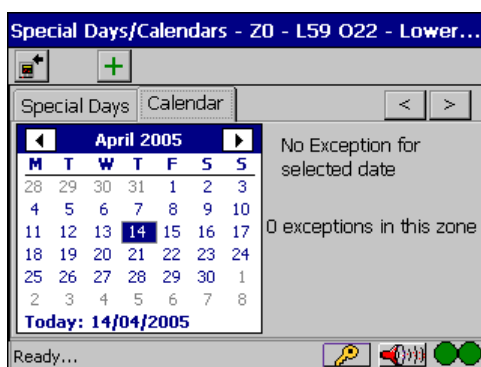 Special Days/Calendars - Z0 - L59 O22 - Lower...
Special Days Calendar < >
April 2005
M T W T F S S
28 29 30 31 1 2 3
4 5 6 7 8 9 10
11 12 13 14 15 16 17
18 19 20 21 22 23 24
25 26 27 28 29 30 1
2 3 4 5 6 7 8
Today: 14/04/2005
No Exception for
selected date
0 exceptions in this zone
Ready...